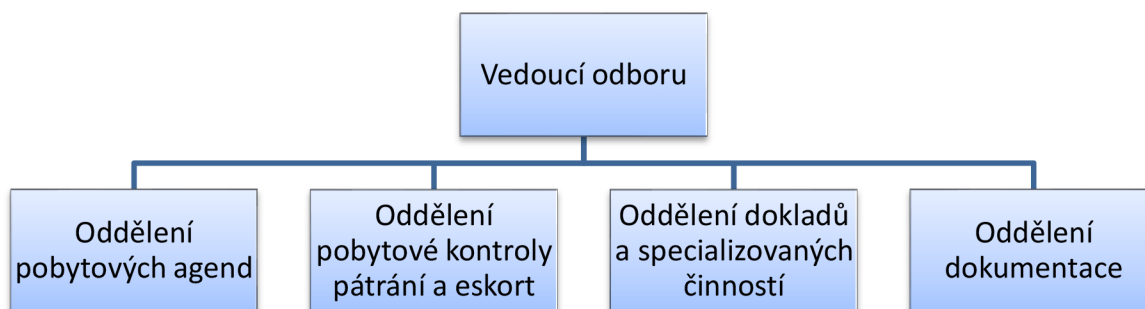 Vedoucí odboru
Oddělení
pobytových agend
Oddělení
pobytové kontroly
pátrání a eskort
Oddělení dokladů
a specializovaných
činností
Oddělení
dokumentace